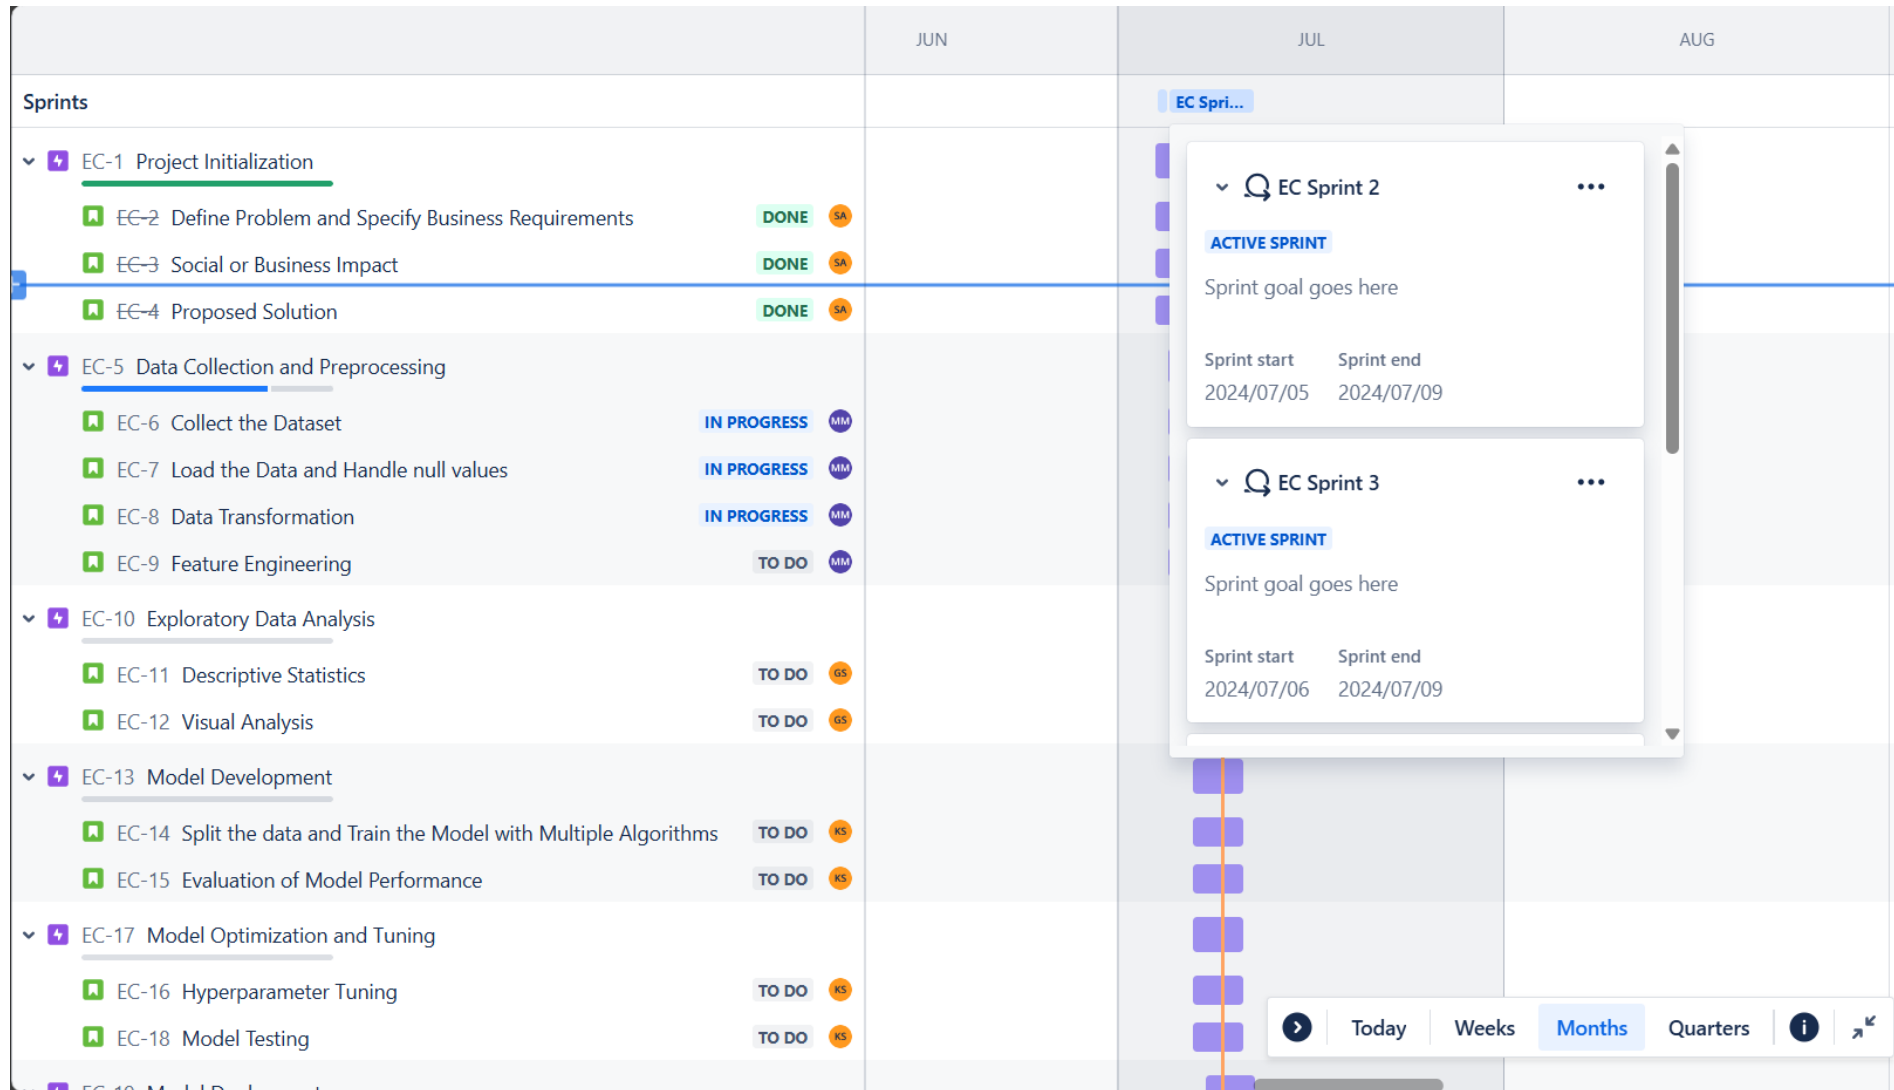 JUN JUL AUG
Sprints EC Spri...
EC-1 Project Initialization
EC-2 Define Problem and Specify Business Requirements DONE SA
EC-3 Social or Business Impact DONE SA
EC-4 Proposed Solution DONE SA
EC-5 Data Collection and Preprocessing
EC-6 Collect the Dataset IN PROGRESS MM
EC-7 Load the Data and Handle null values IN PROGRESS MM
EC-8 Data Transformation IN PROGRESS MM
EC-9 Feature Engineering TO DO MM
EC-10 Exploratory Data Analysis
EC-11 Descriptive Statistics TO DO GS
EC-12 Visual Analysis TO DO GS
EC-13 Model Development
EC-14 Split the data and Train the Model with Multiple Algorithms TO DO KS
EC-15 Evaluation of Model Performance TO DO KS
EC-17 Model Optimization and Tuning
EC-16 Hyperparameter Tuning TO DO KS
EC-18 Model Testing TO DO KS
EC Sprint 2
ACTIVE SPRINT
Sprint goal goes here
Sprint start Sprint end
2024/07/05 2024/07/09
EC Sprint 3
ACTIVE SPRINT
Sprint goal goes here
Sprint start Sprint end
2024/07/06 2024/07/09
Today Weeks Months Quarters